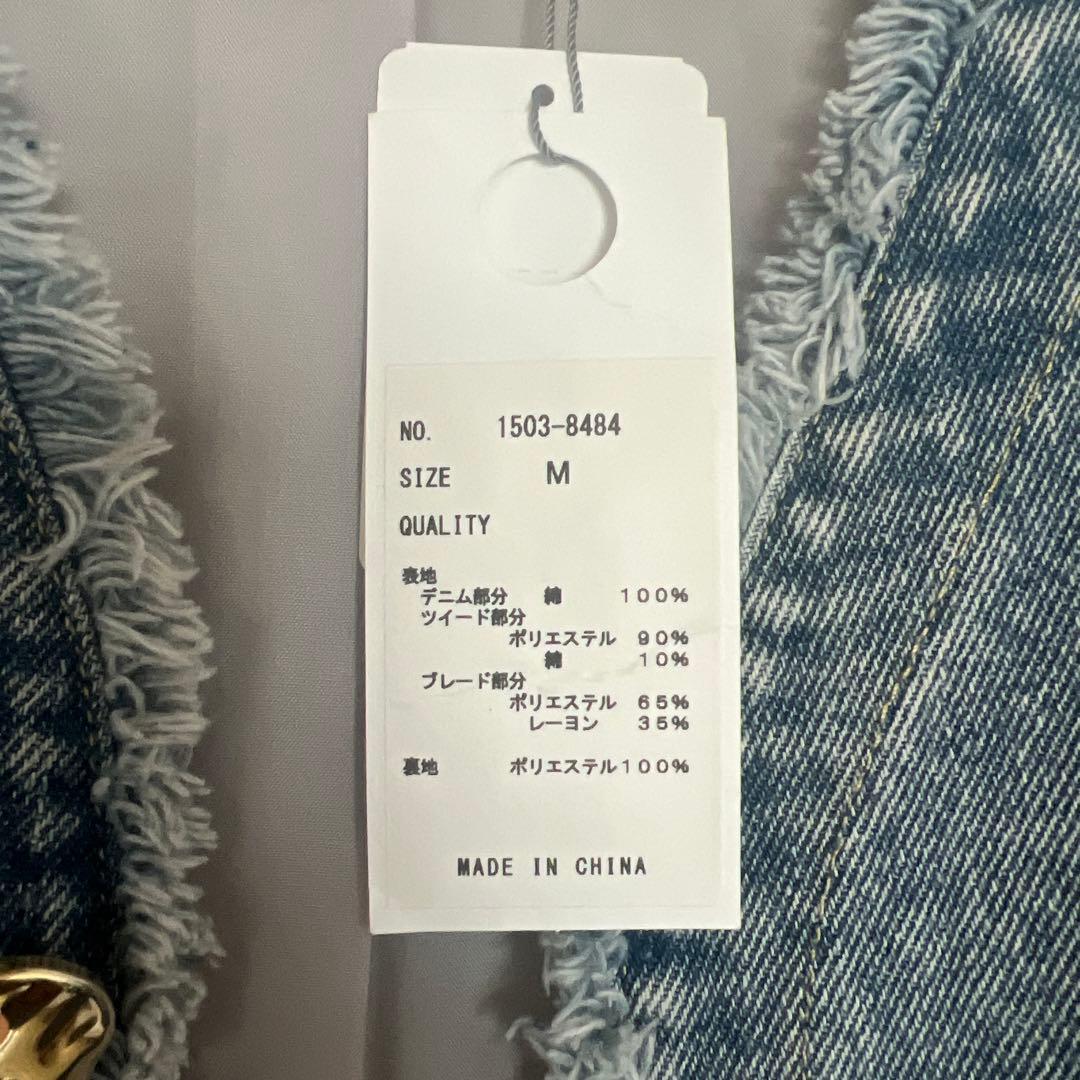 NO. 1503-8484
SIZE M
QUALITY
表地
デニム部分 綿 100%
ツイード部分
ポリエステル 90%
綿 10%
ブレード部分
ポリエステル 65%
レーヨン 35%
裏地 ポリエステル100%
MADE IN CHINA